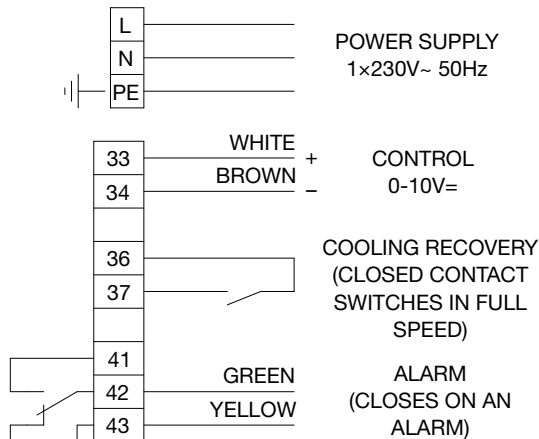 L
N
PE
POWER SUPPLY
1×230V~ 50Hz
33
WHITE
+
34
BROWN
−
CONTROL
0-10V=
36
37
COOLING RECOVERY
(CLOSED CONTACT
SWITCHES IN FULL
SPEED)
41
42
GREEN
43
YELLOW
ALARM
(CLOSES ON AN
ALARM)